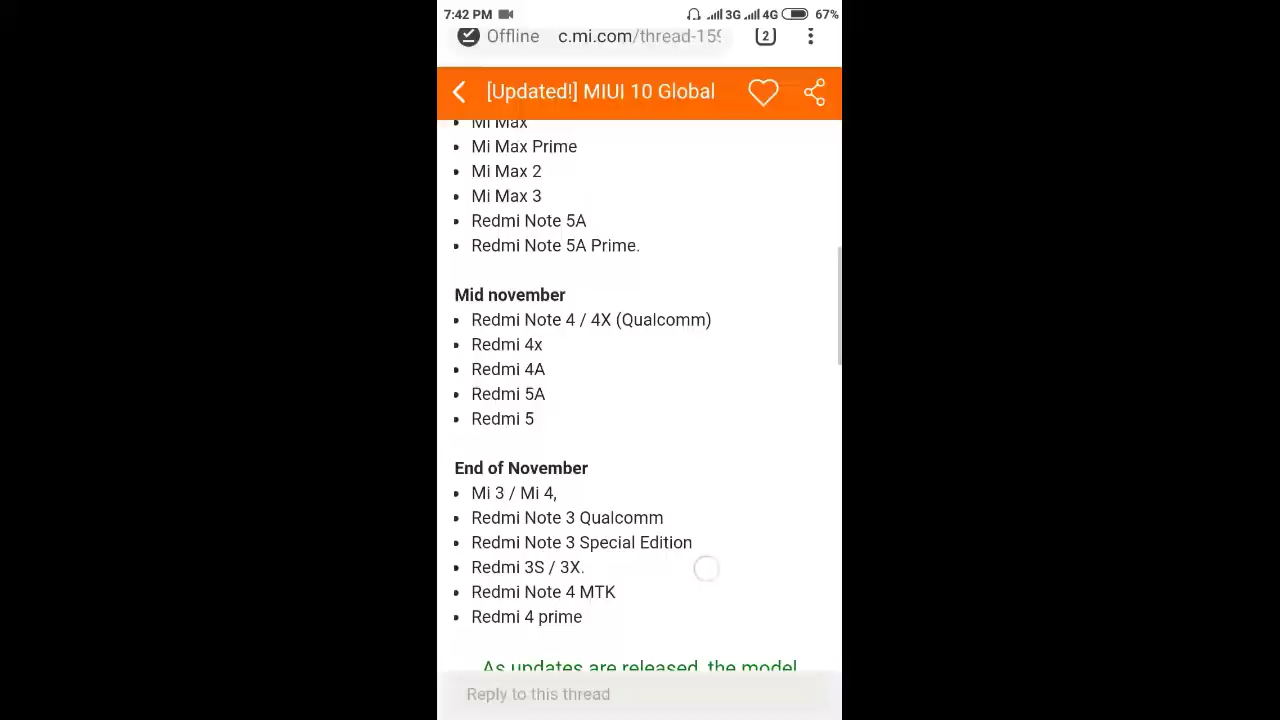 7:42 PM 3G 4G 67%
Offline c.mi.com/thread-159 2
[Updated!] MIUI 10 Global
Mi Max
Mi Max Prime
Mi Max 2
Mi Max 3
Redmi Note 5A
Redmi Note 5A Prime.
Mid november
Redmi Note 4 / 4X (Qualcomm)
Redmi 4x
Redmi 4A
Redmi 5A
Redmi 5
End of November
Mi 3 / Mi 4,
Redmi Note 3 Qualcomm
Redmi Note 3 Special Edition
Redmi 3S / 3X.
Redmi Note 4 MTK
Redmi 4 prime
As updates are released, the model
Reply to this thread